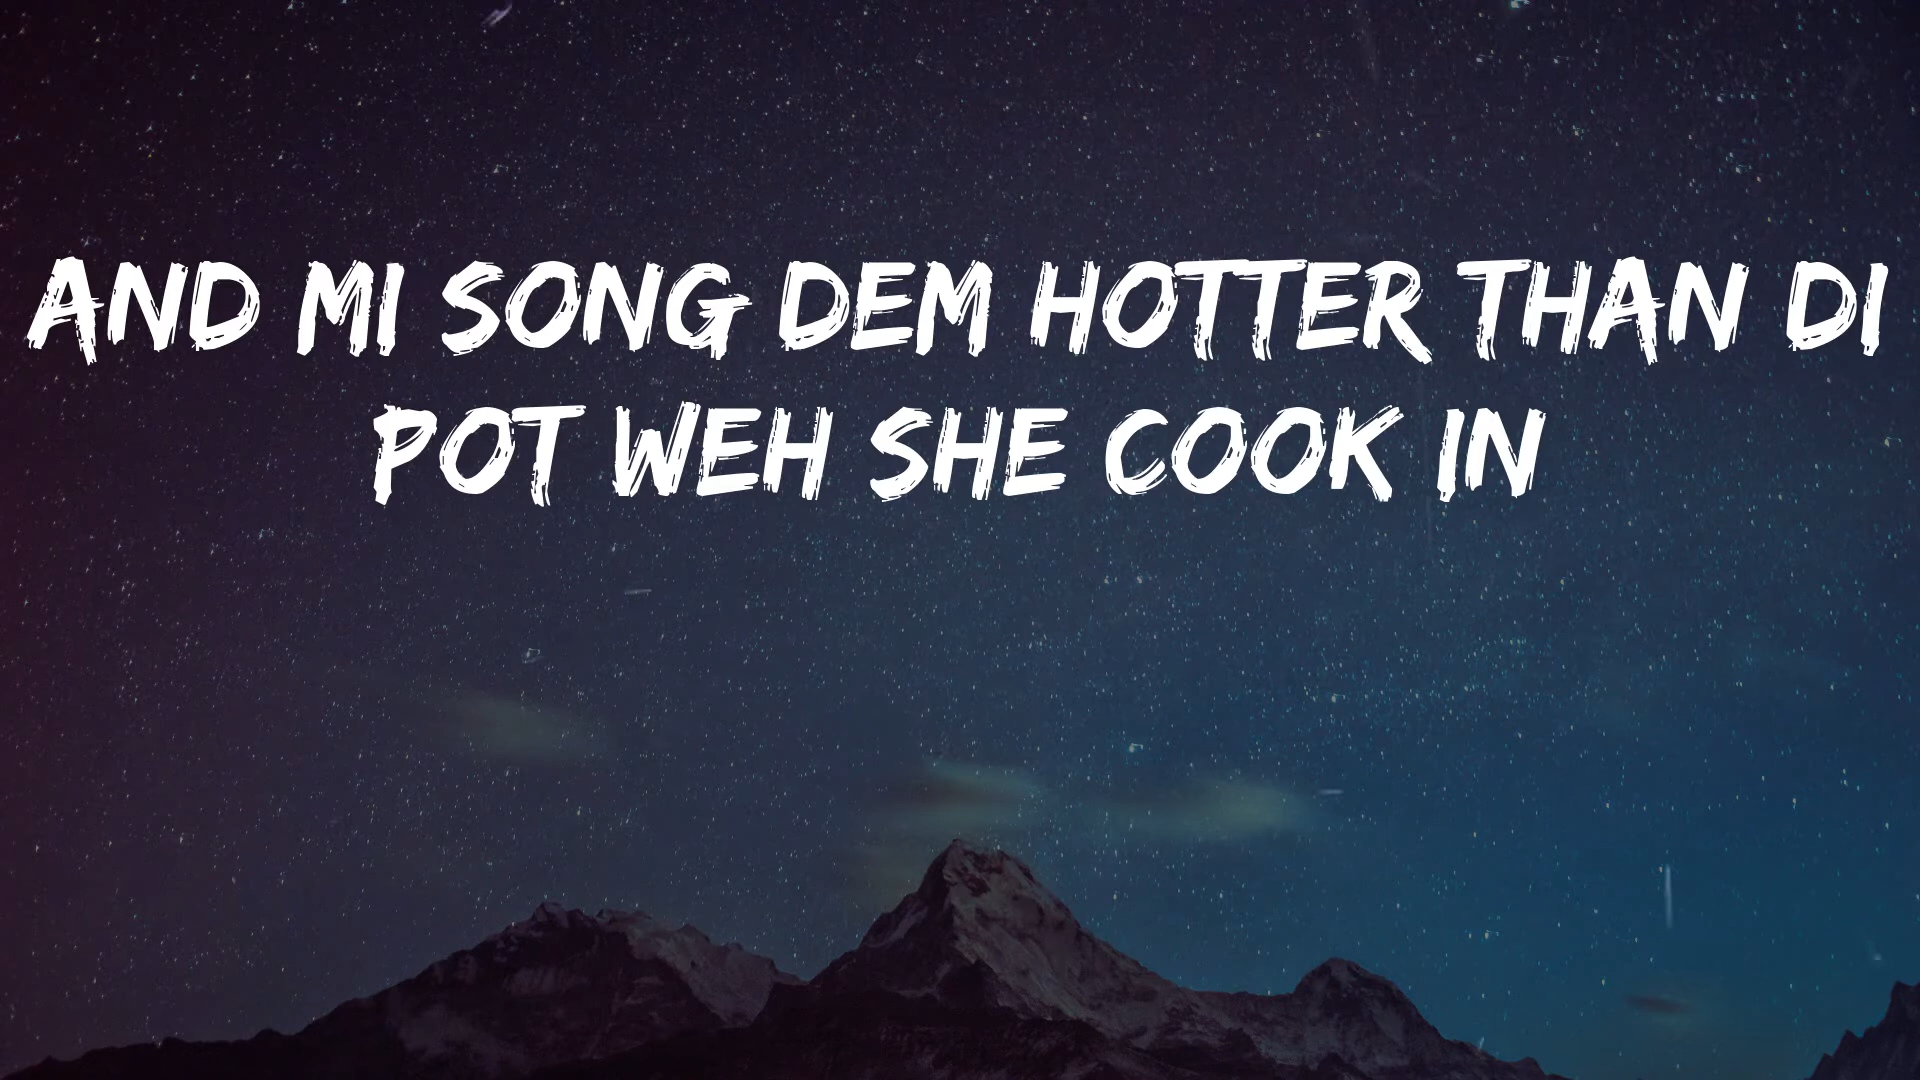 AND MI SONG DEM HOTTER THAN DI
POT WEH SHE COOK IN